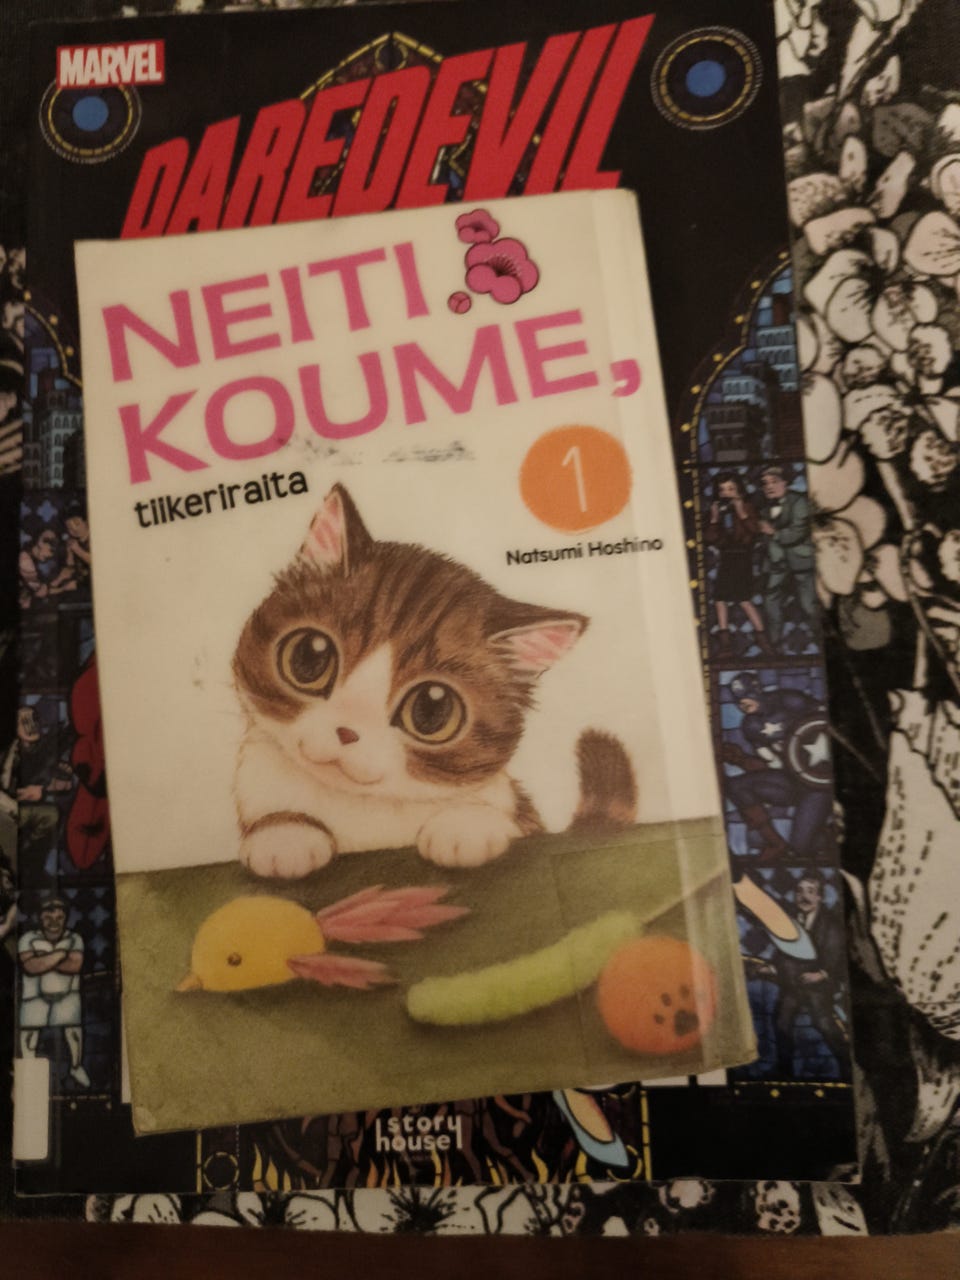 MARVEL
DAREDEVIL
NEITI
KOUME,
tiikeriraita
1
Natsumi Hoshino
story
house